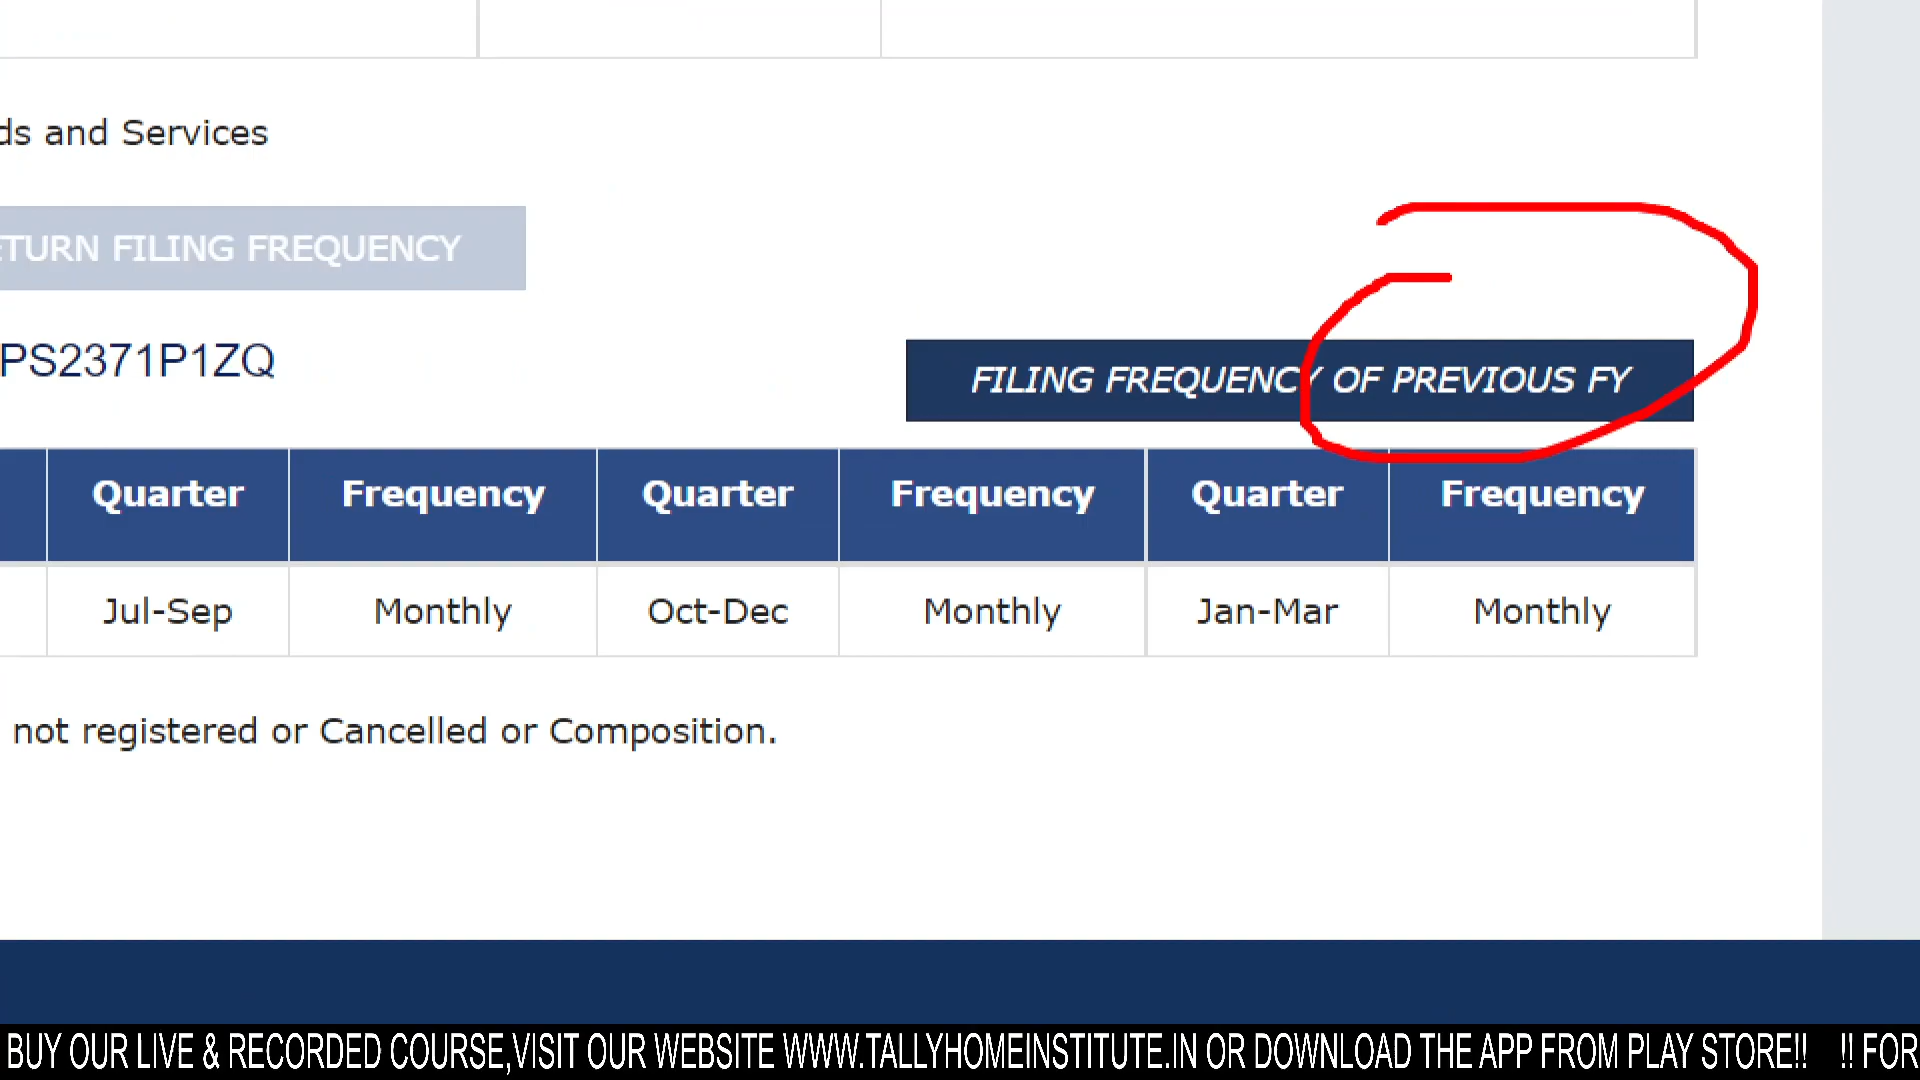 ds and Services
ETURN FILING FREQUENCY
PS2371P1ZQ
FILING FREQUENCY OF PREVIOUS FY
Quarter Frequency Quarter Frequency Quarter Frequency
Jul-Sep Monthly Oct-Dec Monthly Jan-Mar Monthly
not registered or Cancelled or Composition.
BUY OUR LIVE & RECORDED COURSE,VISIT OUR WEBSITE WWW.TALLYHOMEINSTITUTE.IN OR DOWNLOAD THE APP FROM PLAY STORE!! !! FOR